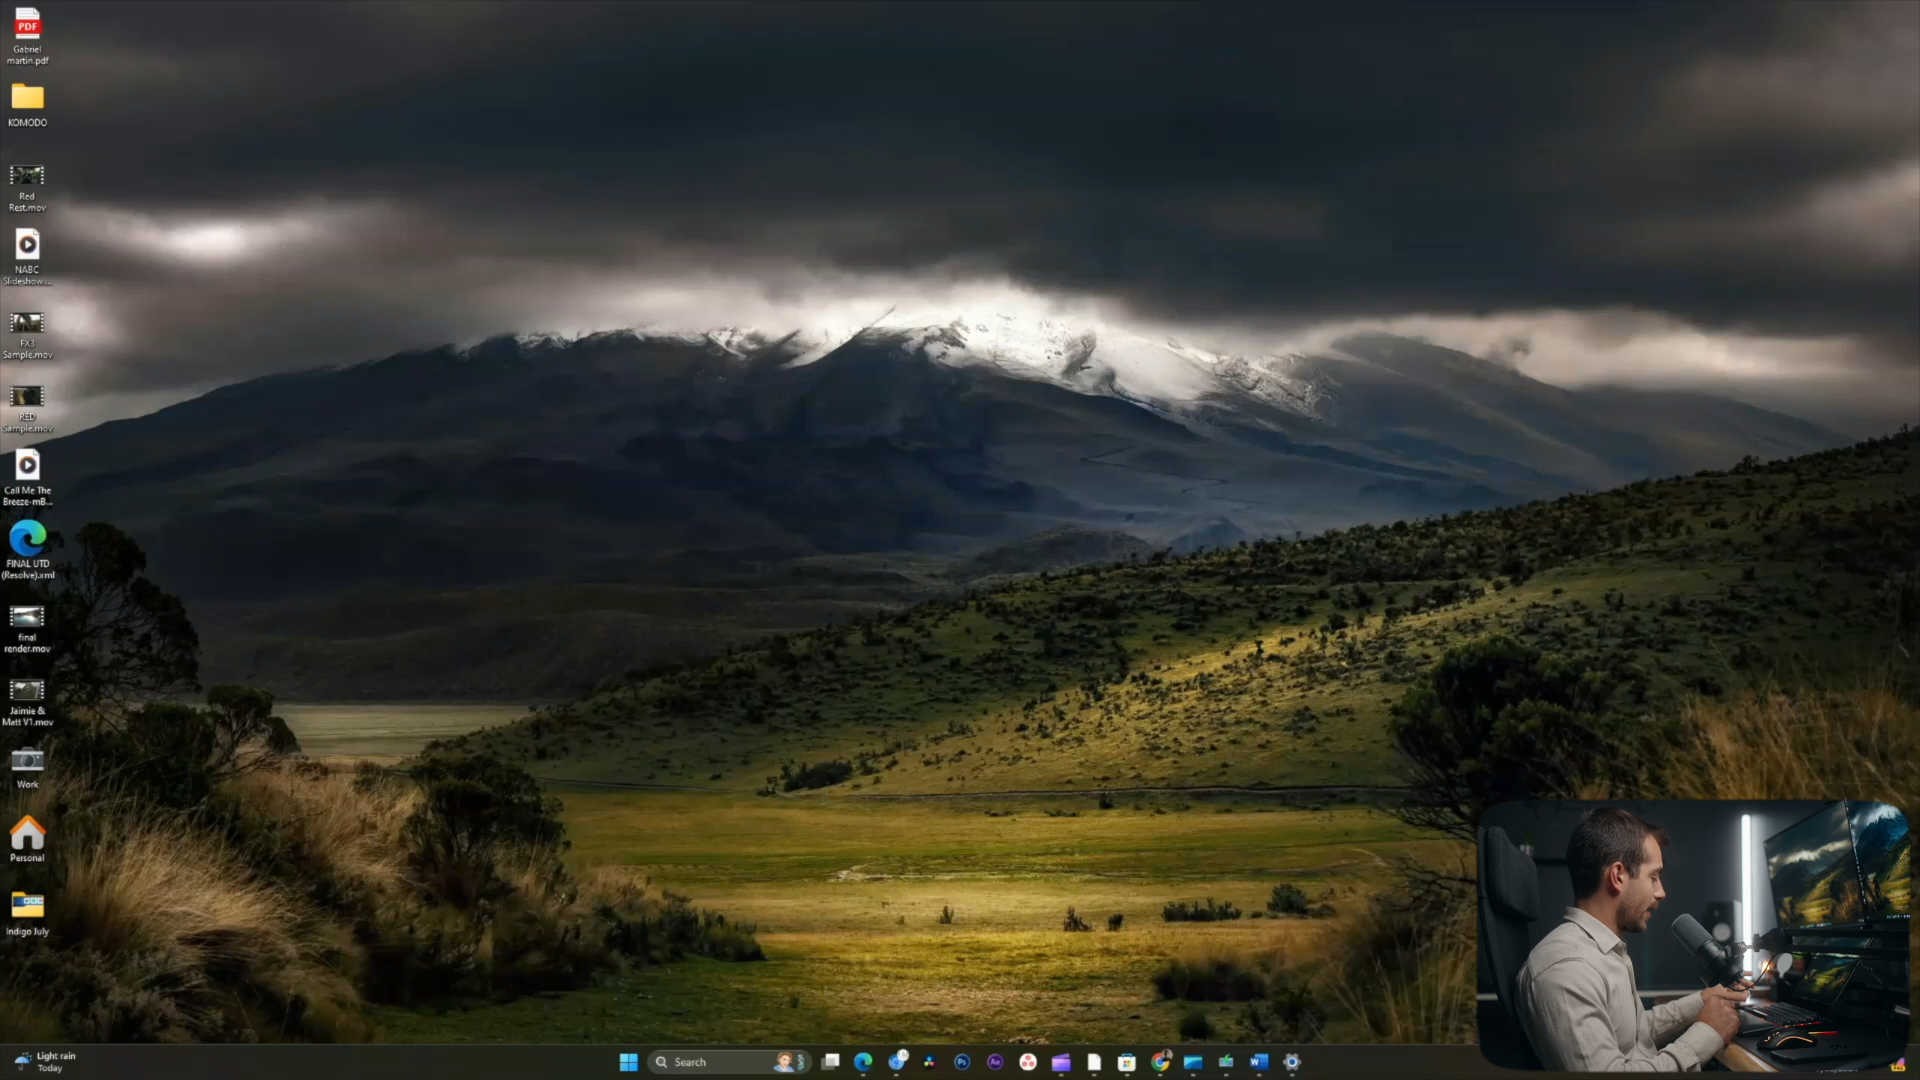 PDF
Gabriel
martin.pdf
KOMODO
Red
Rest.mov
NABC
Slideshow....
FX3
Sample.mov
RED
Sample.mov
Call Me The
Breeze-mB...
FINAL UTD
(Resolve).xml
final
render.mov
Jaimie &
Matt V1.mov
Work
Personal
Indigo July
Light rain
Today
Search
Ps
Ae
W